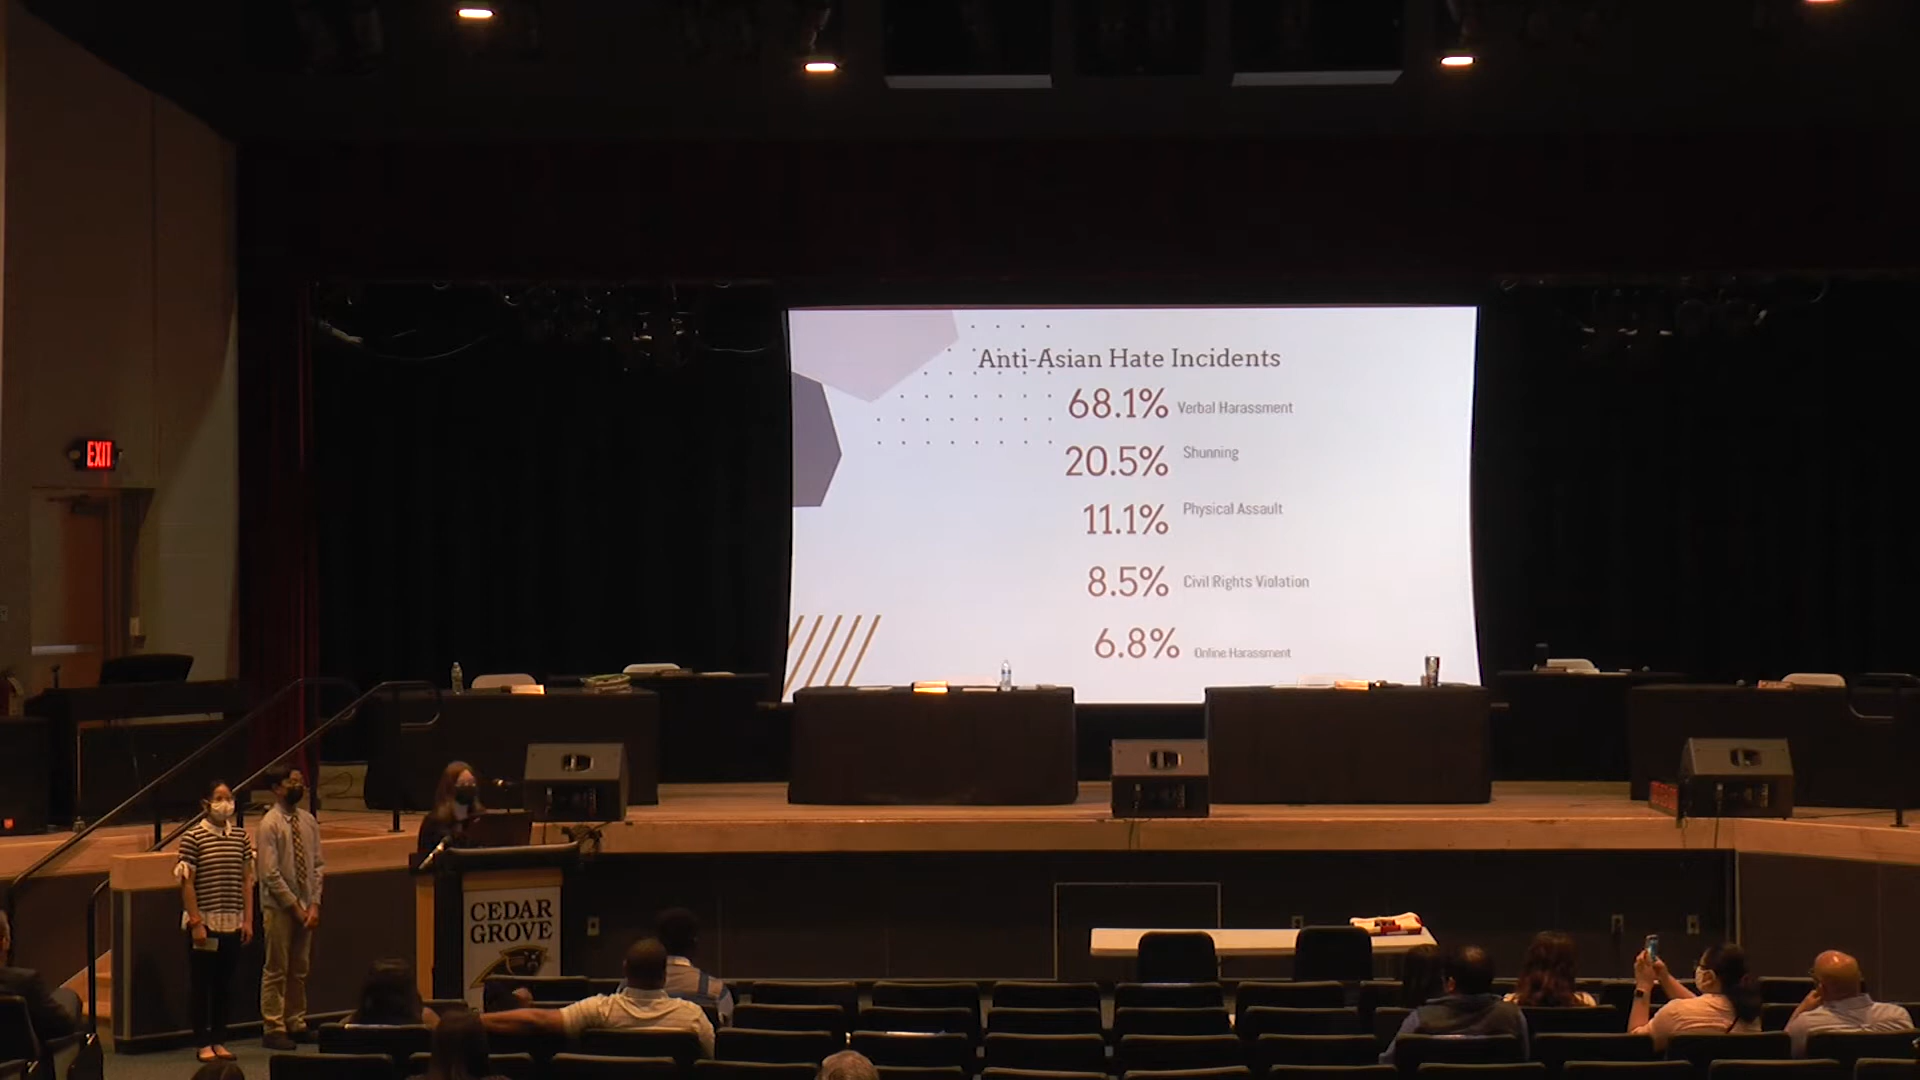 Anti-Asian Hate Incidents
68.1% Verbal Harassment
20.5% Shunning
11.1% Physical Assault
8.5% Civil Rights Violation
6.8% Online Harassment
EXIT
CEDAR
GROVE